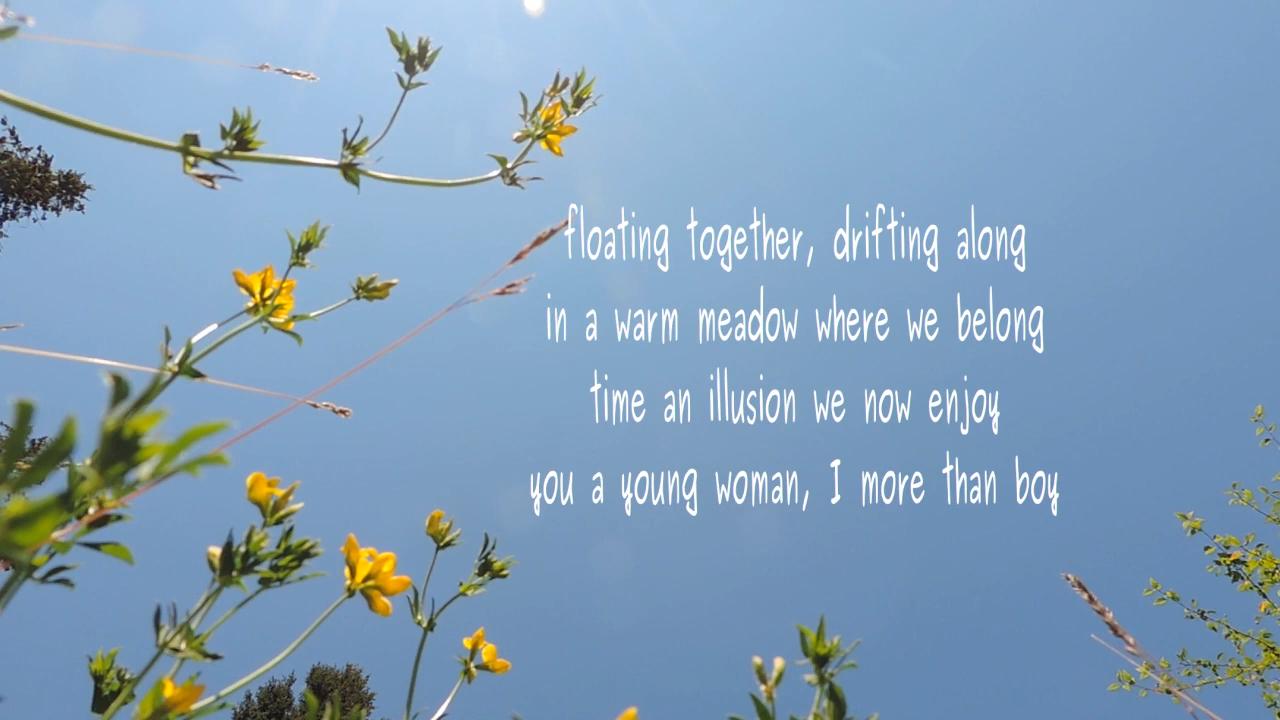 floating together, drifting along
in a warm meadow where we belong
time an illusion we now enjoy
you a young woman, I more than boy